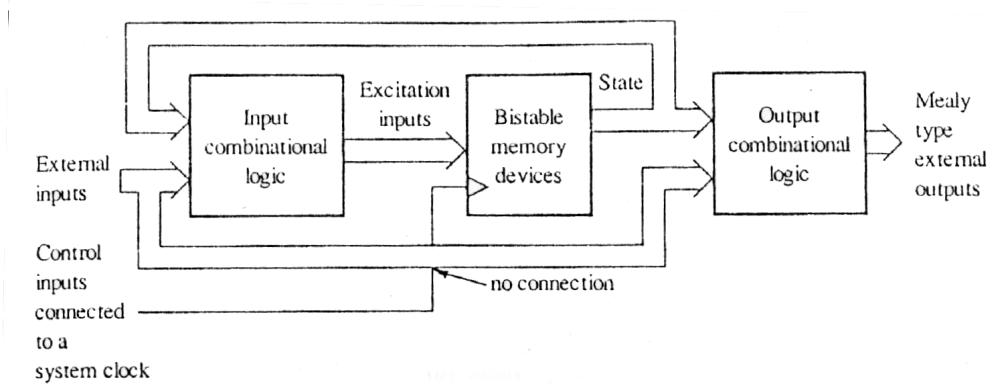 Excitation
inputs
State
Input
combinational
logic
Bistable
memory
devices
Output
combinational
logic
Mealy
type
external
outputs
External
inputs
Control
inputs
connected
to a
system clock
no connection